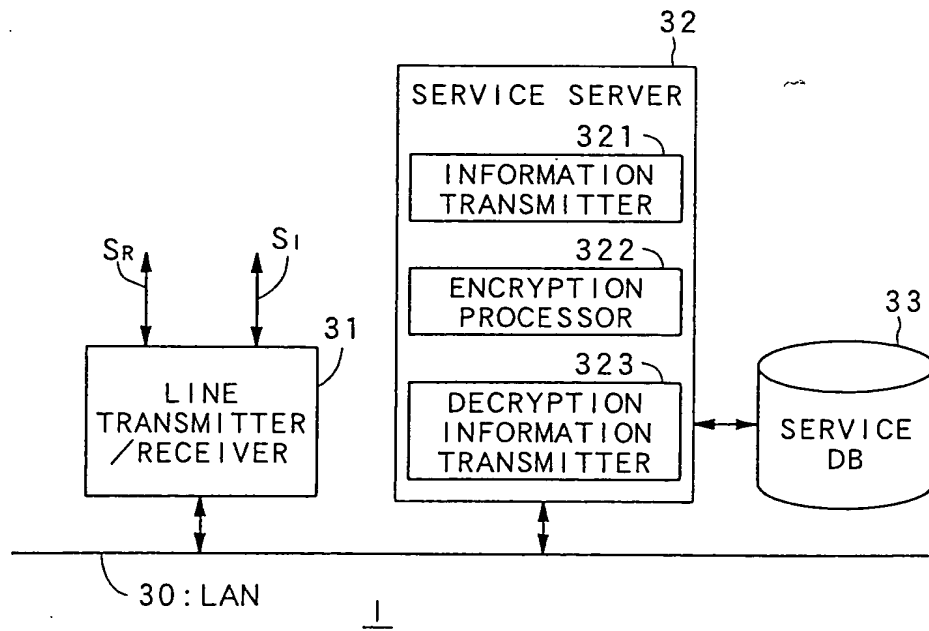 32
SERVICE SERVER
321
INFORMATION
TRANSMITTER
SR
SI
322
ENCRYPTION
PROCESSOR
31
33
LINE
TRANSMITTER
/RECEIVER
323
DECRYPTION
INFORMATION
TRANSMITTER
SERVICE
DB
30:LAN
1